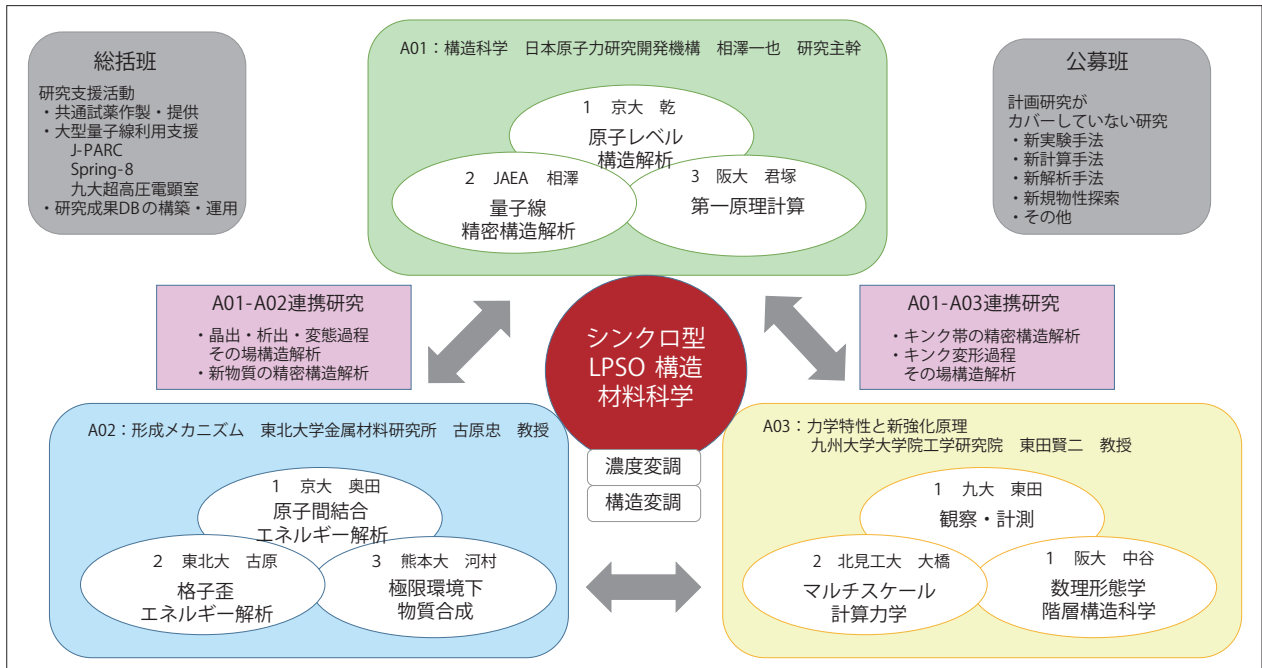 総括班
研究支援活動
・共通試薬作製・提供
・大型量子線利用支援
J-PARC
Spring-8
九大超高圧電顕室
・研究成果DBの構築・運用
A01：構造科学　日本原子力研究開発機構　相澤一也　研究主幹
1　京大　乾
原子レベル
構造解析
2　JAEA　相澤
量子線
精密構造解析
3　阪大　君塚
第一原理計算
公募班
計画研究が
カバーしていない研究
・新実験手法
・新計算手法
・新解析手法
・新規物性探索
・その他
A01-A02連携研究
・晶出・析出・変態過程
その場構造解析
・新物質の精密構造解析
シンクロ型
LPSO 構造
材料科学
濃度変調
構造変調
A01-A03連携研究
・キンク帯の精密構造解析
・キンク変形過程
その場構造解析
A02：形成メカニズム　東北大学金属材料研究所　古原忠　教授
1　京大　奥田
原子間結合
エネルギー解析
2　東北大　古原
格子歪
エネルギー解析
3　熊本大　河村
極限環境下
物質合成
A03：力学特性と新強化原理
九州大学大学院工学研究院　東田賢二　教授
1　九大　東田
観察・計測
2　北見工大　大橋
マルチスケール
計算力学
1　阪大　中谷
数理形態学
階層構造科学